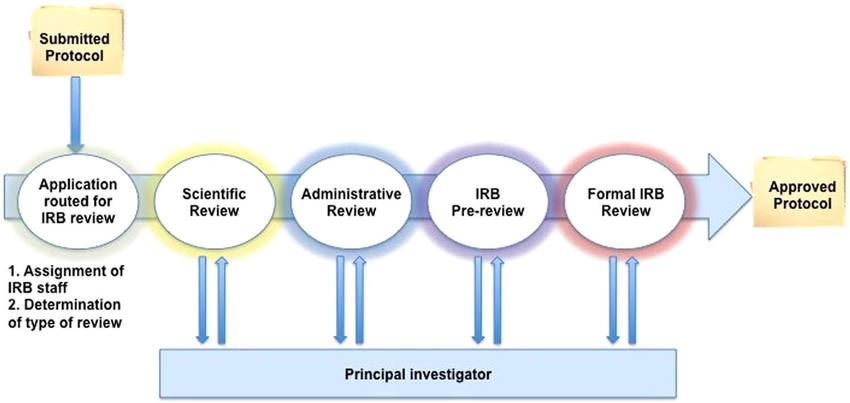 Submitted
Protocol
Application
routed for
IRB review
Scientific
Review
Administrative
Review
IRB
Pre-review
Formal IRB
Review
Approved
Protocol
1. Assignment of
IRB staff
2. Determination
of type of review
Principal investigator